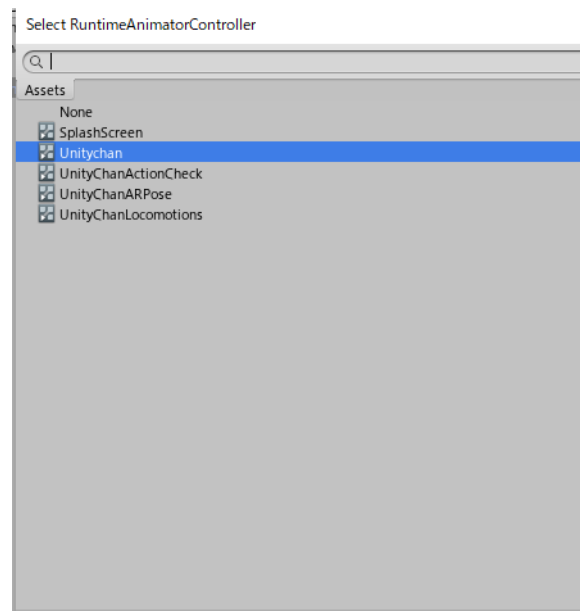 Select RuntimeAnimatorController
Assets
None
SplashScreen
Unitychan
UnityChanActionCheck
UnityChanARPose
UnityChanLocomotions